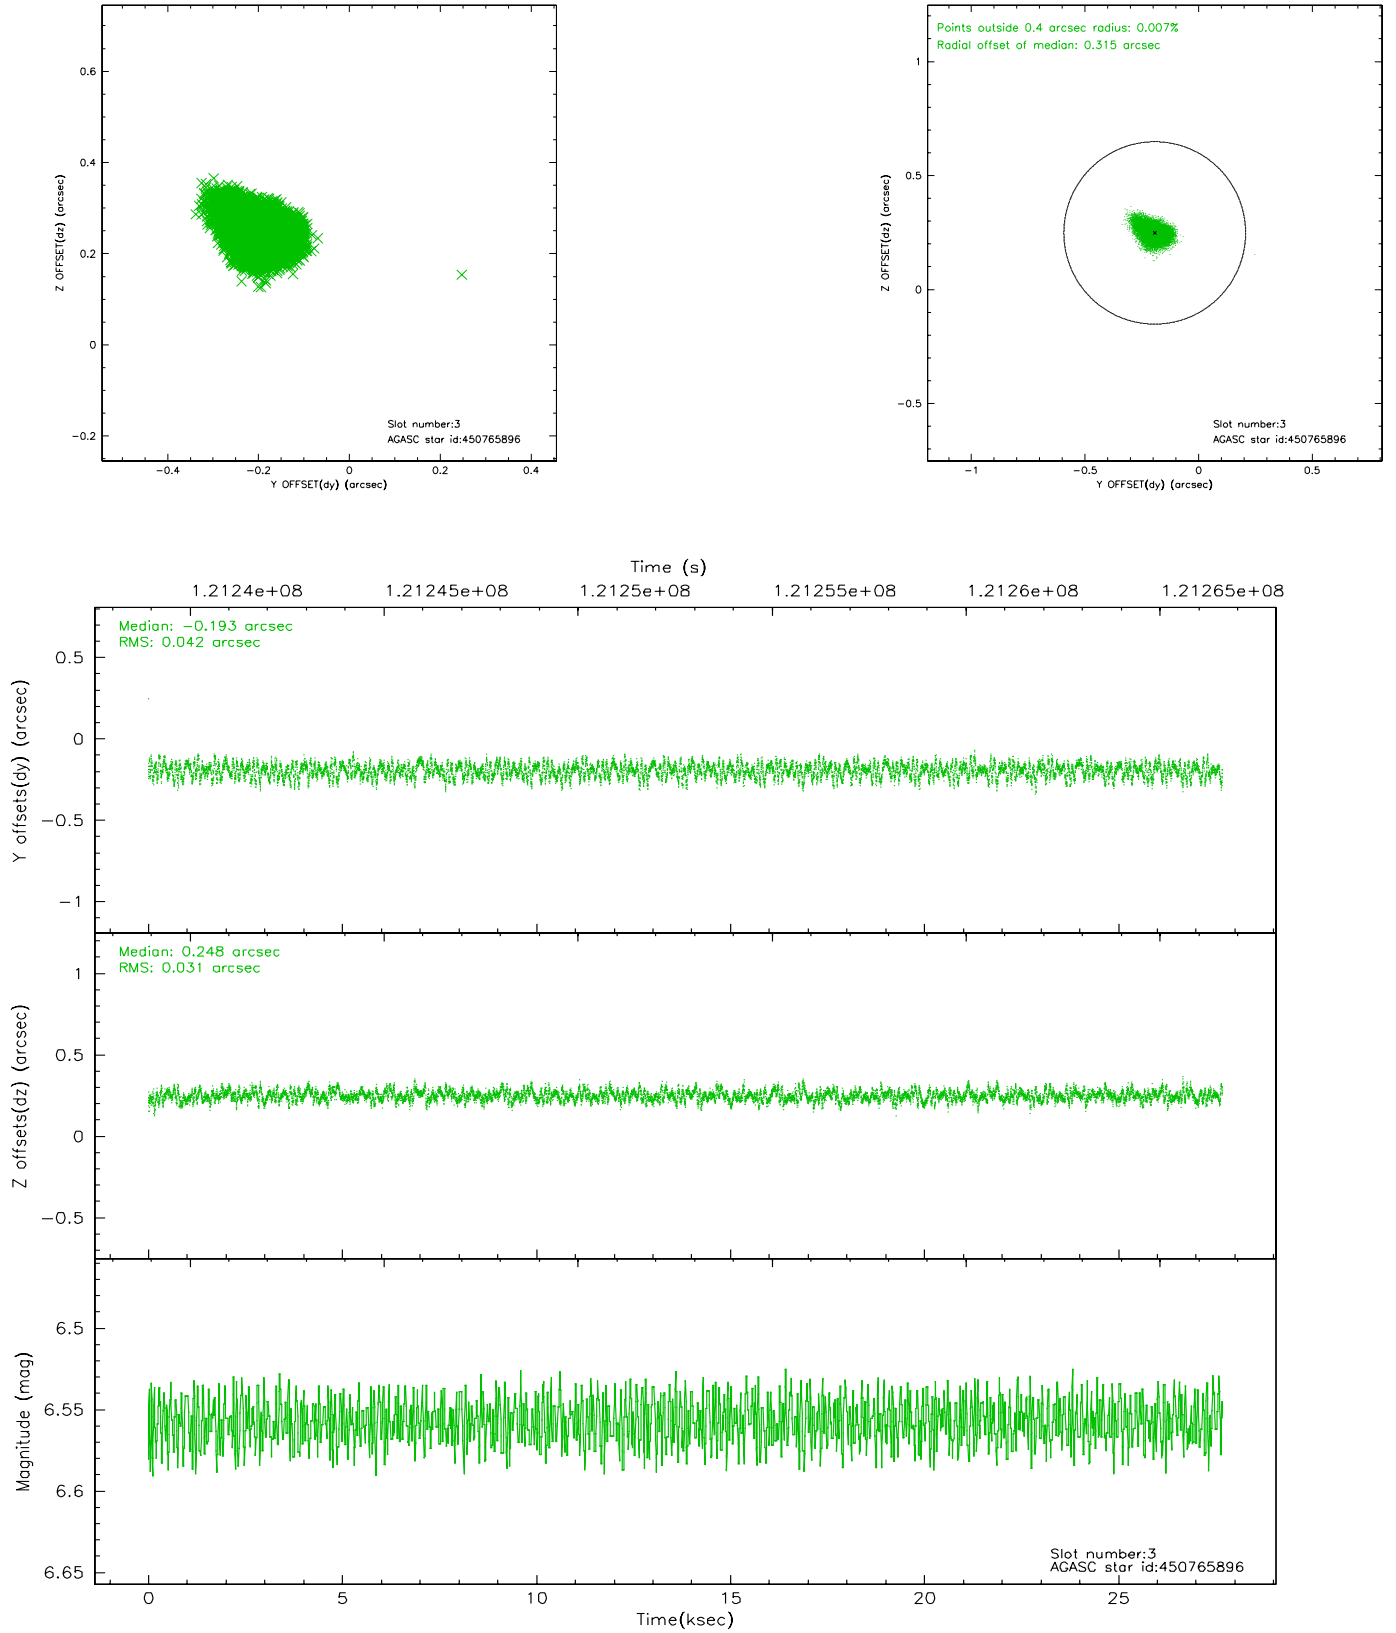 0.6
0.4
0.2
0
−0.2
Z OFFSET(dz) (arcsec)
Slot number:3
AGASC star id:450765896
−0.4 −0.2 0 0.2 0.4
Y OFFSET(dy) (arcsec)
Points outside 0.4 arcsec radius: 0.007%
Radial offset of median: 0.315 arcsec
1
0.5
0
−0.5
Z OFFSET(dz) (arcsec)
Slot number:3
AGASC star id:450765896
−1 −0.5 0 0.5
Y OFFSET(dy) (arcsec)
Time (s)
1.2124e+08 1.21245e+08 1.2125e+08 1.21255e+08 1.2126e+08 1.21265e+08
Median: −0.193 arcsec
RMS: 0.042 arcsec
0.5
0
−0.5
−1
Y offsets(dy) (arcsec)
Median: 0.248 arcsec
RMS: 0.031 arcsec
1
0.5
0
−0.5
Z offsets(dz) (arcsec)
6.5
6.55
6.6
6.65
Magnitude (mag)
Slot number:3
AGASC star id:450765896
0 5 10 15 20 25
Time(ksec)